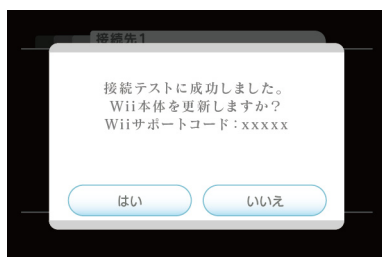 接続先1
接続テストに成功しました。
Wii本体を更新しますか？
Wiiサポートコード：xxxxx
はい
いいえ